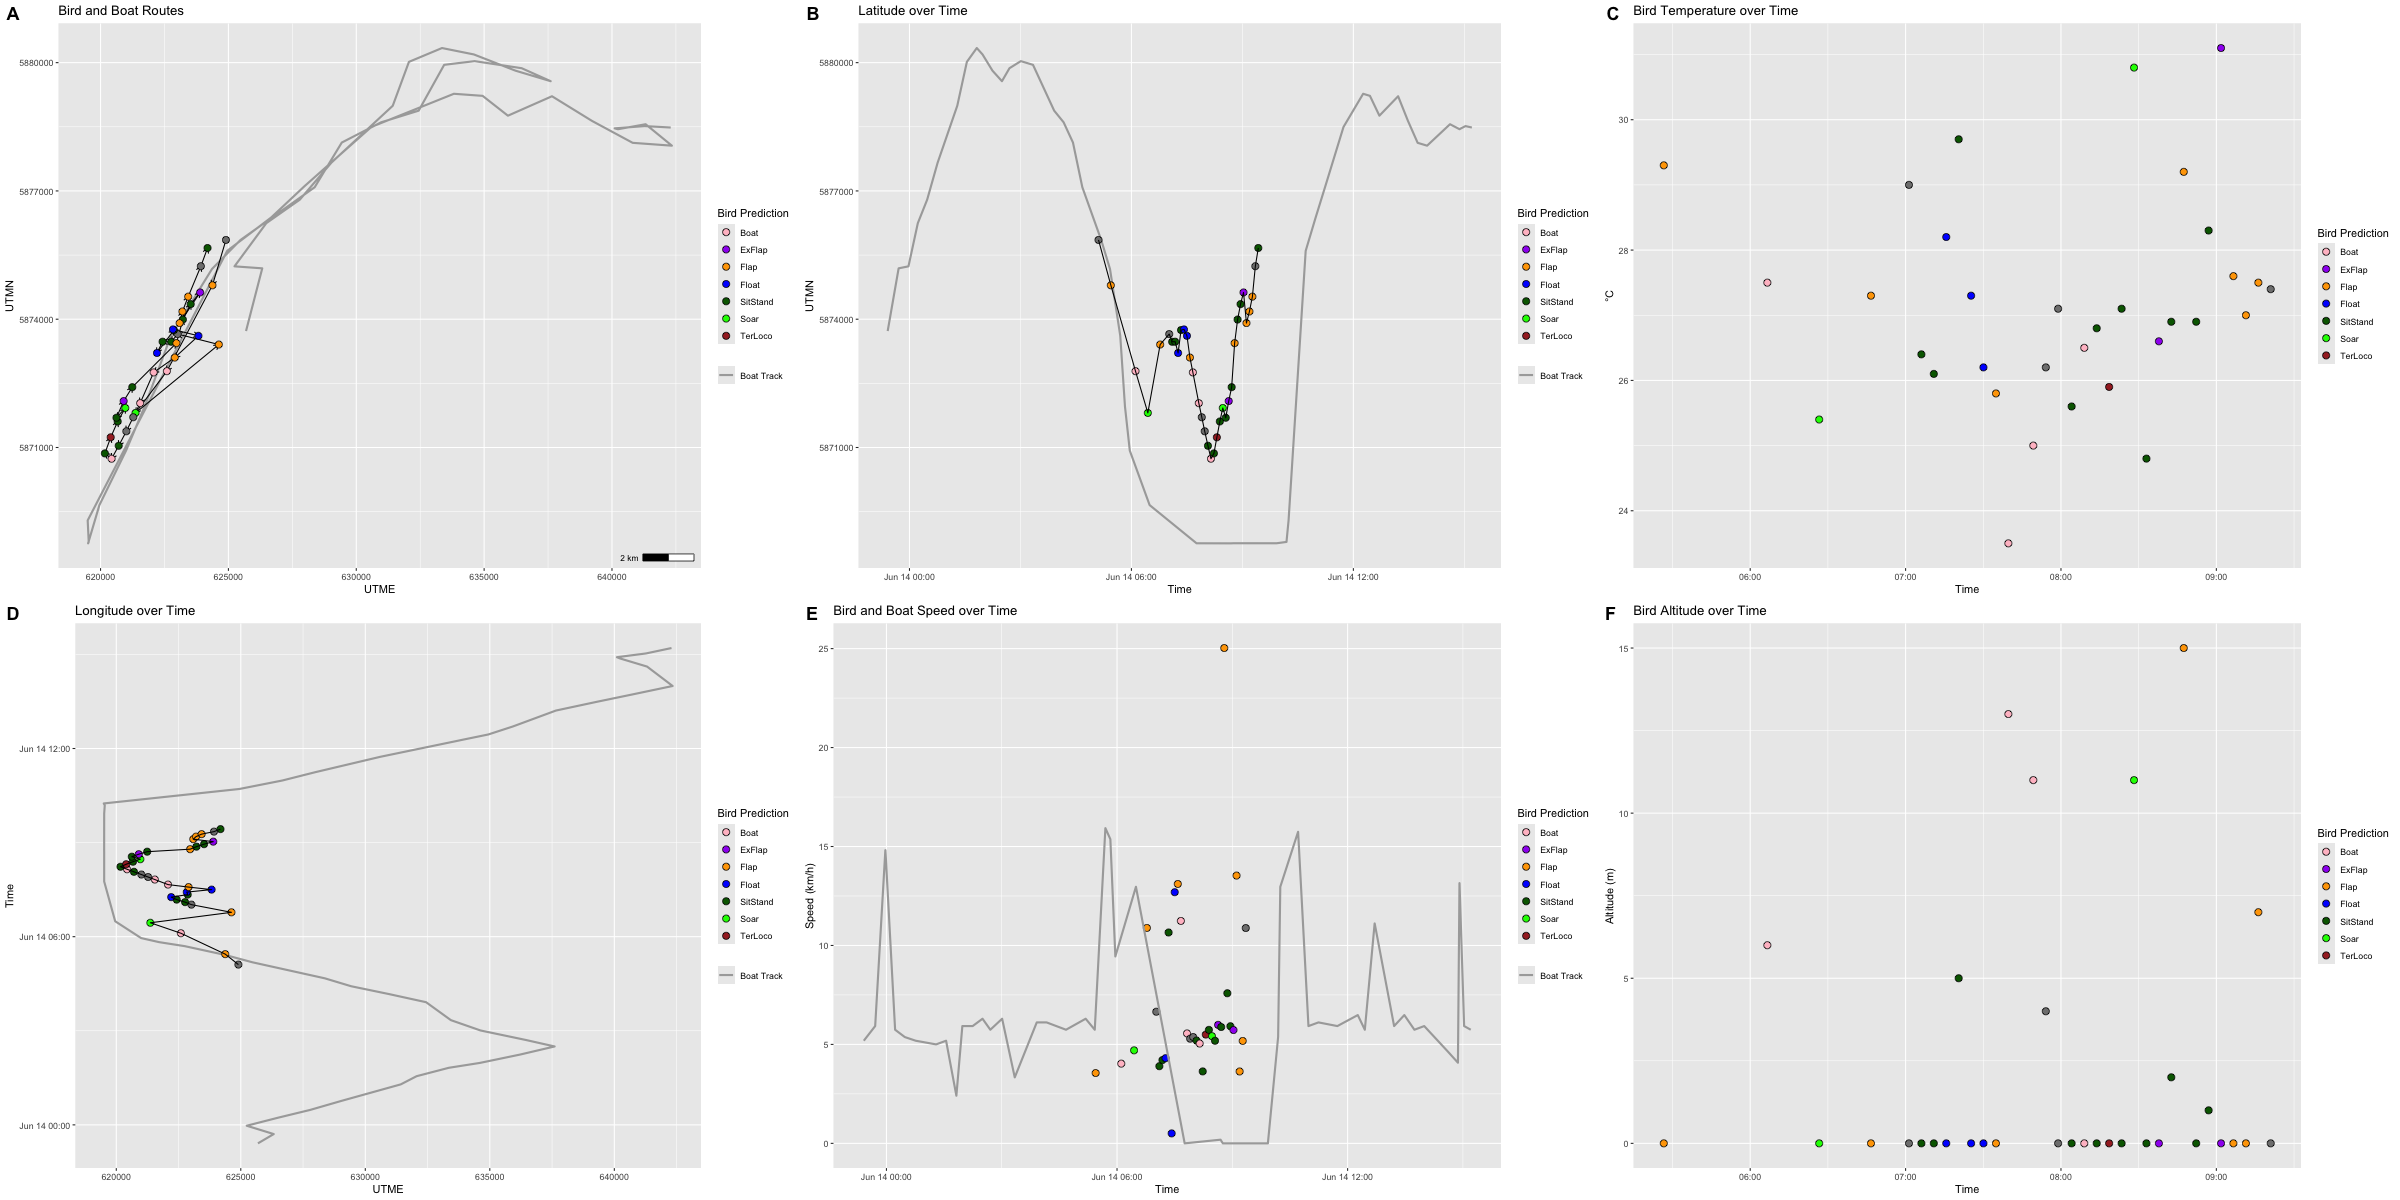 A Bird and Boat Routes
UTMN
5880000
5877000
5874000
5871000
620000 625000 630000 635000 640000
UTME
2 km
Bird Prediction
Boat
ExFlap
Flap
Float
SitStand
Soar
TerLoco
Boat Track
B Latitude over Time
UTMN
5880000
5877000
5874000
5871000
Jun 14 00:00 Jun 14 06:00 Jun 14 12:00
Time
Bird Prediction
Boat
ExFlap
Flap
Float
SitStand
Soar
TerLoco
Boat Track
C Bird Temperature over Time
°C
30
28
26
24
06:00 07:00 08:00 09:00
Time
Bird Prediction
Boat
ExFlap
Flap
Float
SitStand
Soar
TerLoco
D Longitude over Time
Time
Jun 14 12:00
Jun 14 06:00
Jun 14 00:00
620000 625000 630000 635000 640000
UTME
Bird Prediction
Boat
ExFlap
Flap
Float
SitStand
Soar
TerLoco
Boat Track
E Bird and Boat Speed over Time
Speed (km/h)
25
20
15
10
5
0
Jun 14 00:00 Jun 14 06:00 Jun 14 12:00
Time
Bird Prediction
Boat
ExFlap
Flap
Float
SitStand
Soar
TerLoco
Boat Track
F Bird Altitude over Time
Altitude (m)
15
10
5
0
06:00 07:00 08:00 09:00
Time
Bird Prediction
Boat
ExFlap
Flap
Float
SitStand
Soar
TerLoco